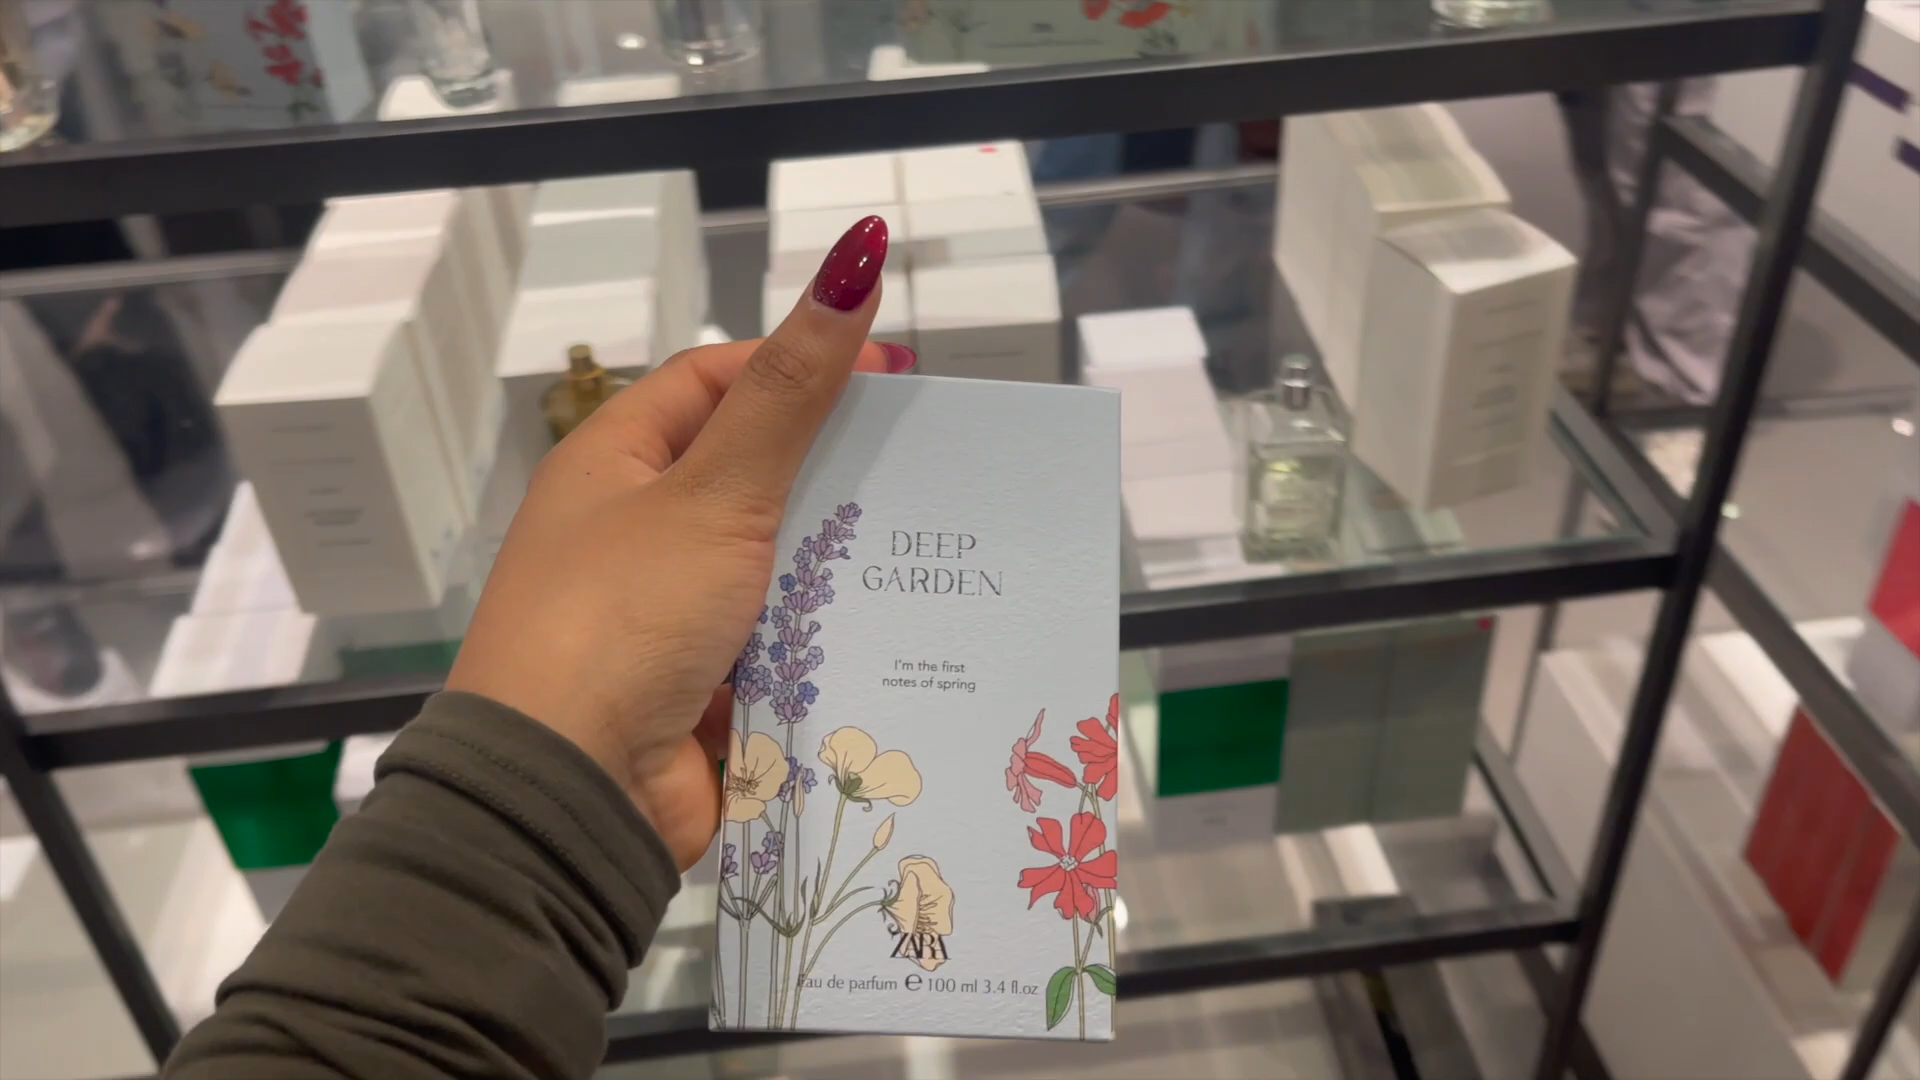 DEEP
GARDEN
I'm the first
notes of spring
ZARA
Eau de parfum ℮ 100 ml 3.4 fl.oz